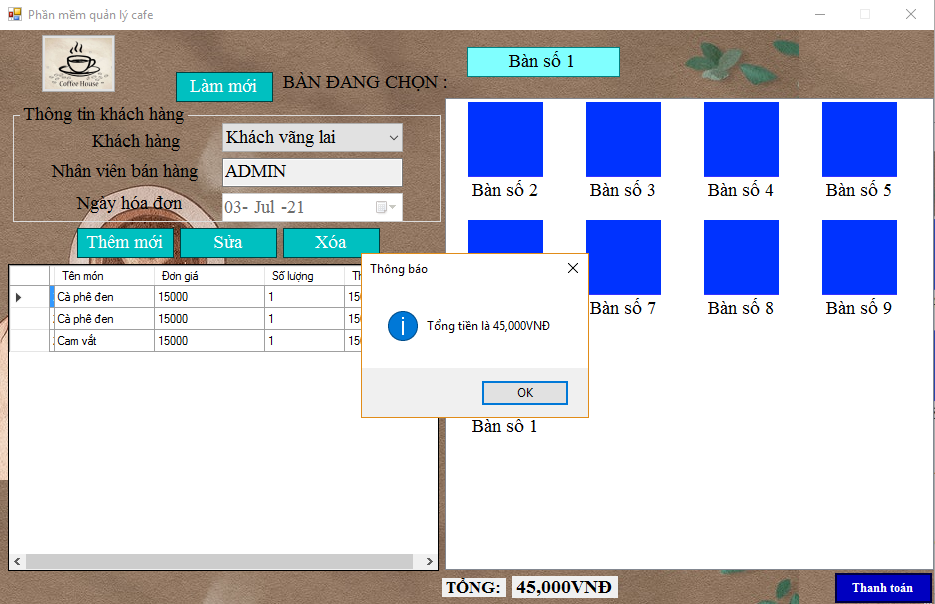 Phần mềm quản lý cafe
Coffee House
Làm mới
BÀN ĐANG CHỌN :
Bàn số 1
Thông tin khách hàng
Khách hàng
Khách vãng lai
Nhân viên bán hàng
ADMIN
Ngày hóa đơn
03- Jul -21
Thêm mới
Sửa
Xóa
Tên món Đơn giá Số lượng
Cà phê đen 15000 1
Cà phê đen 15000 1
Cam vắt 15000 1
Bàn số 2
Bàn số 3
Bàn số 4
Bàn số 5
Bàn số 7
Bàn số 8
Bàn số 9
Thông báo
Tổng tiền là 45,000VNĐ
OK
Bàn số 1
TỔNG: 45,000VNĐ
Thanh toán